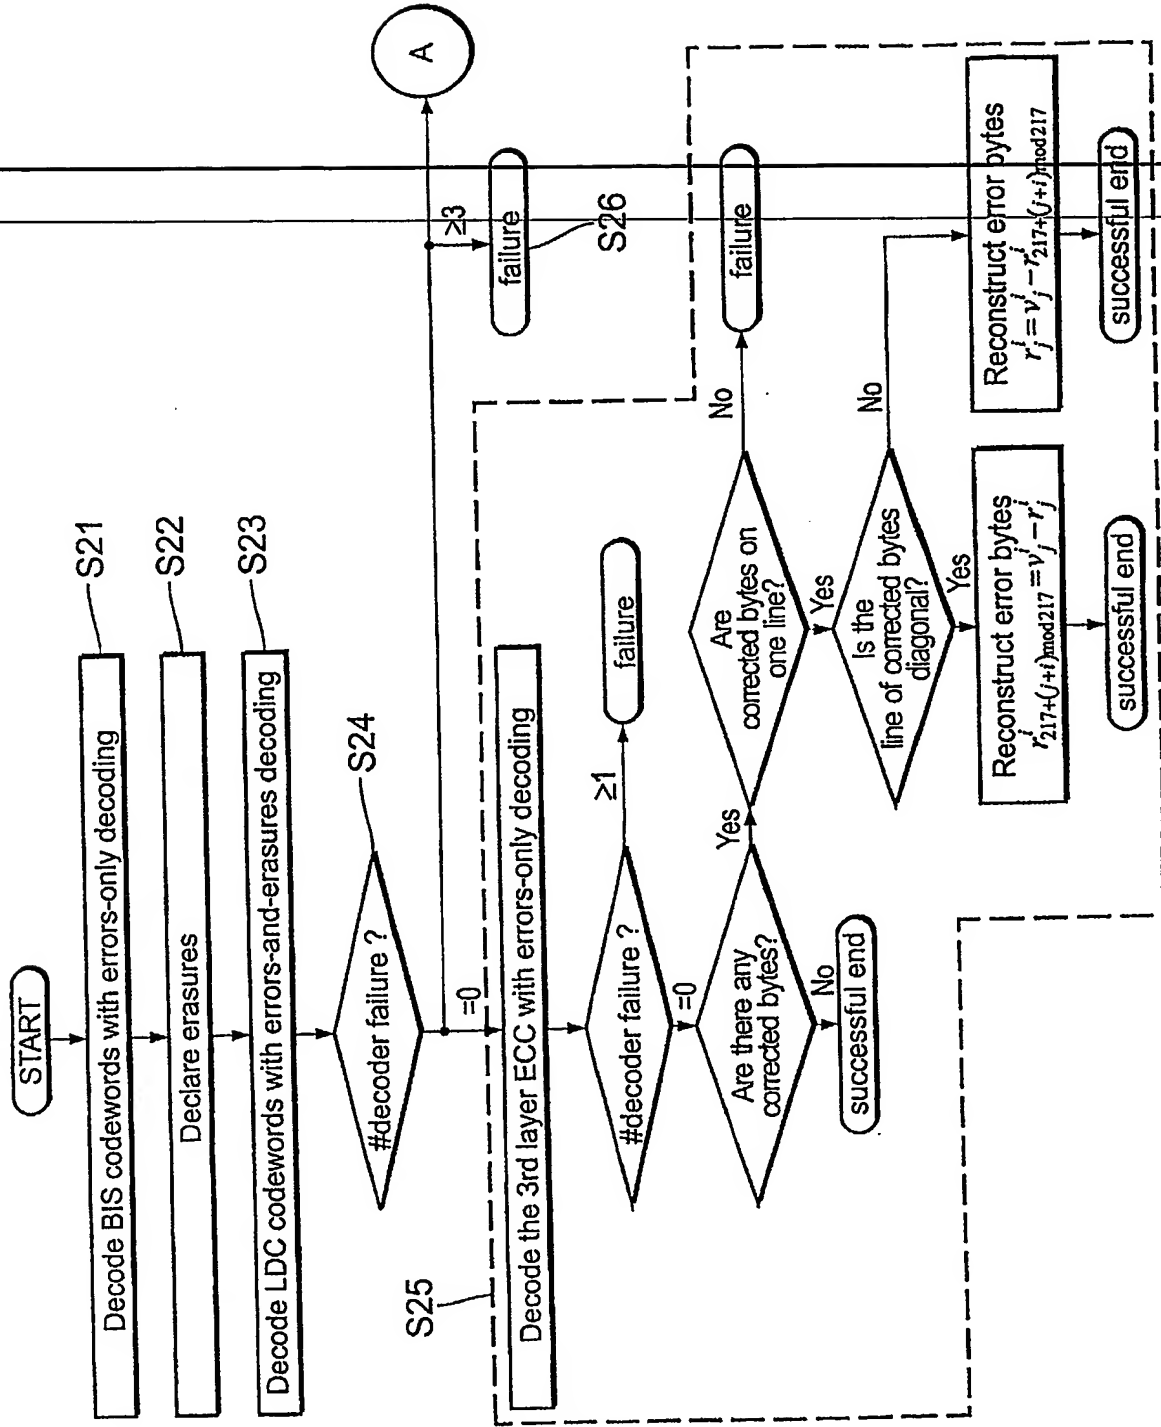 START
Decode BIS codewords with errors-only decoding
S21
Declare erasures
S22
Decode LDC codewords with errors-and-erasures decoding
S23
#decoder failure ?
S24
A
≥3
failure
S26
=0
S25
Decode the 3rd layer ECC with errors-only decoding
#decoder failure ?
≥1
failure
=0
Are there any
corrected bytes?
No
successful end
Yes
Are
corrected bytes on
one line?
No
failure
Yes
Is the
line of corrected bytes
diagonal?
No
Yes
Reconstruct error bytes
r^i_{217+(j+i)mod217} = v^i_j − r^i_j
successful end
Reconstruct error bytes
r^i_j = v^i_j − r^i_{217+(j+i)mod217}
successful end